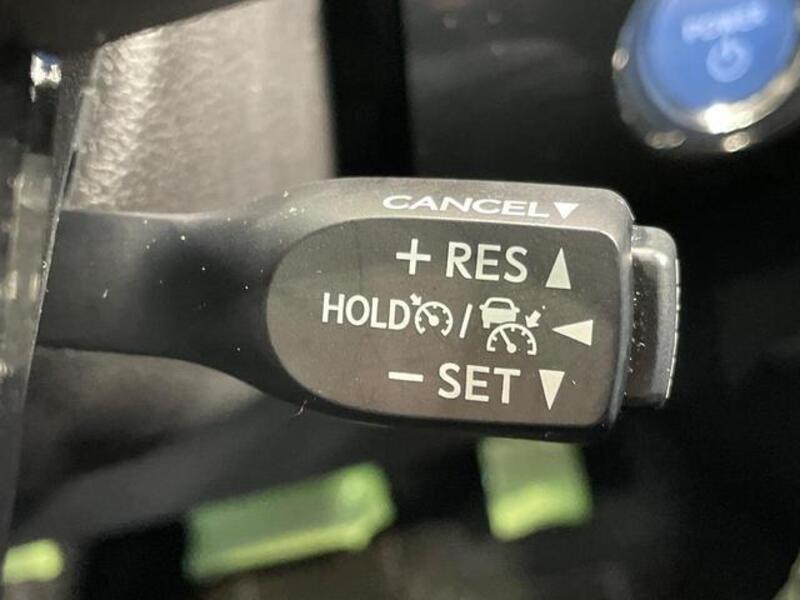 POWER
CANCEL▼
+ RES ▲
HOLD / ◀
− SET ▼